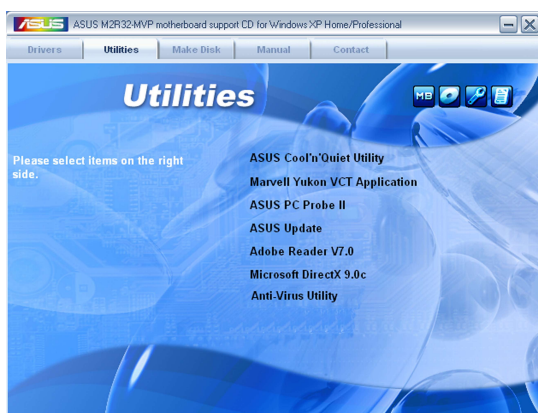 ASUS ASUS M2R32-MVP motherboard support CD for Windows XP Home/Professional
Drivers Utilities Make Disk Manual Contact
Utilities
MB
Please select items on the right
side.
ASUS Cool'n'Quiet Utility
Marvell Yukon VCT Application
ASUS PC Probe II
ASUS Update
Adobe Reader V7.0
Microsoft DirectX 9.0c
Anti-Virus Utility